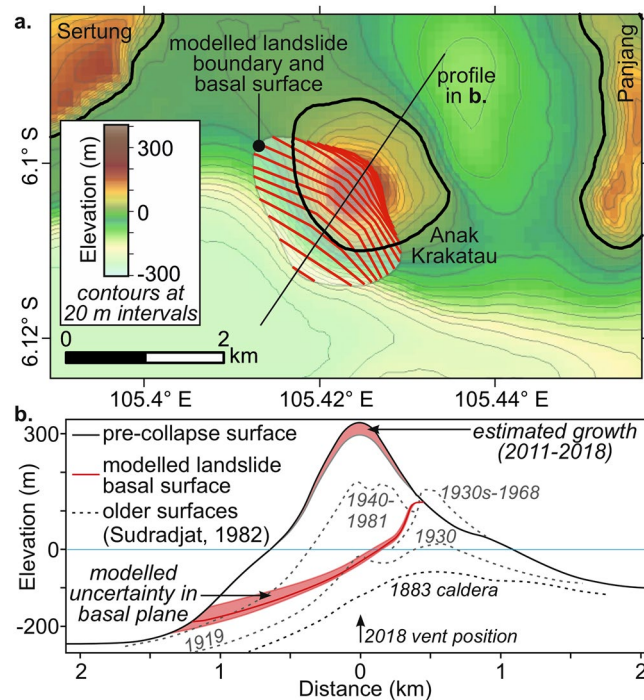 a.
Sertung
modelled landslide
boundary and
basal surface
profile
in b.
Panjang
6.1° S
Elevation (m)
300
0
-300
contours at
20 m intervals
Anak
Krakatau
6.12° S
0
2
km
105.4° E
105.42° E
105.44° E
b.
300
pre-collapse surface
estimated growth
(2011-2018)
modelled landslide
basal surface
older surfaces
(Sudradjat, 1982)
1940-
1981
1930s-1968
1930
Elevation (m)
0
modelled
uncertainty in
basal plane
1883 caldera
-200
1919
2018 vent position
2
1
0
1
2
Distance (km)